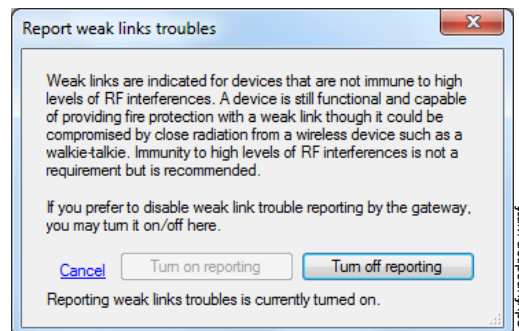 Report weak links troubles
Weak links are indicated for devices that are not immune to high
levels of RF interferences. A device is still functional and capable
of providing fire protection with a weak link though it could be
compromised by close radiation from a wireless device such as a
walkie-talkie. Immunity to high levels of RF interferences is not a
requirement but is recommended.
If you prefer to disable weak link trouble reporting by the gateway,
you may turn it on/off here.
Cancel Turn on reporting Turn off reporting
Reporting weak links troubles is currently turned on.